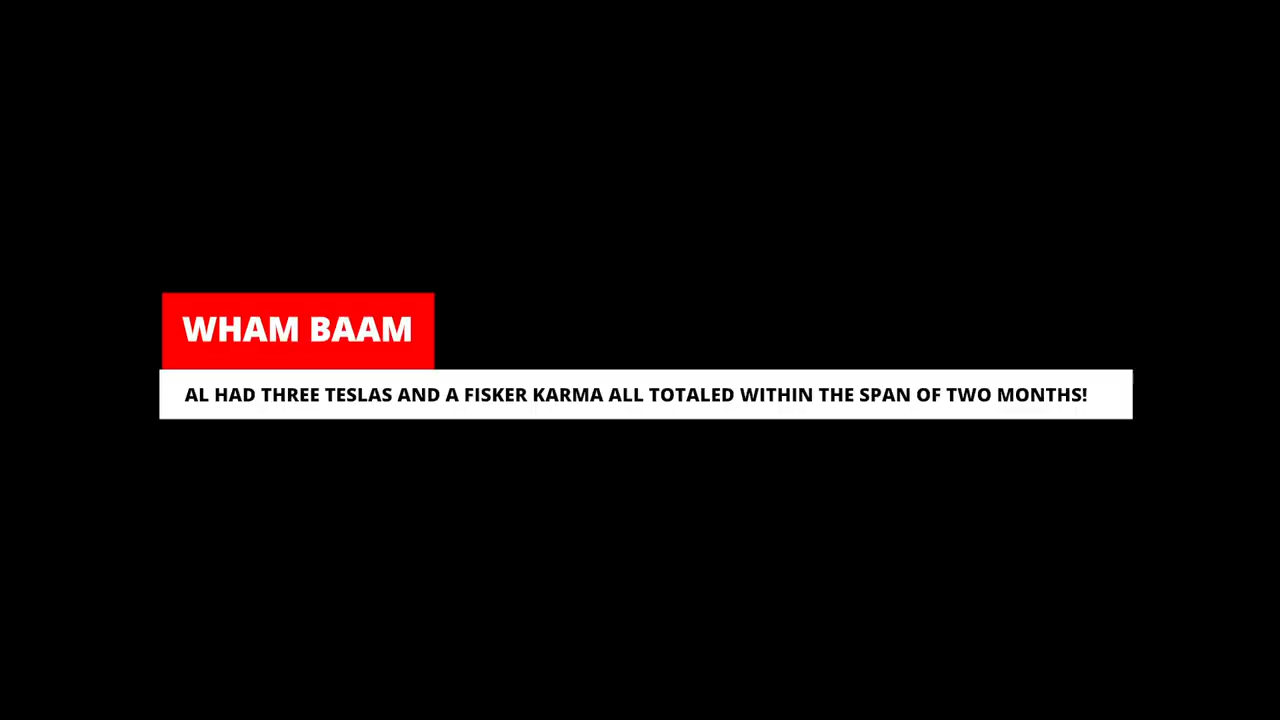 WHAM BAAM
AL HAD THREE TESLAS AND A FISKER KARMA ALL TOTALED WITHIN THE SPAN OF TWO MONTHS!